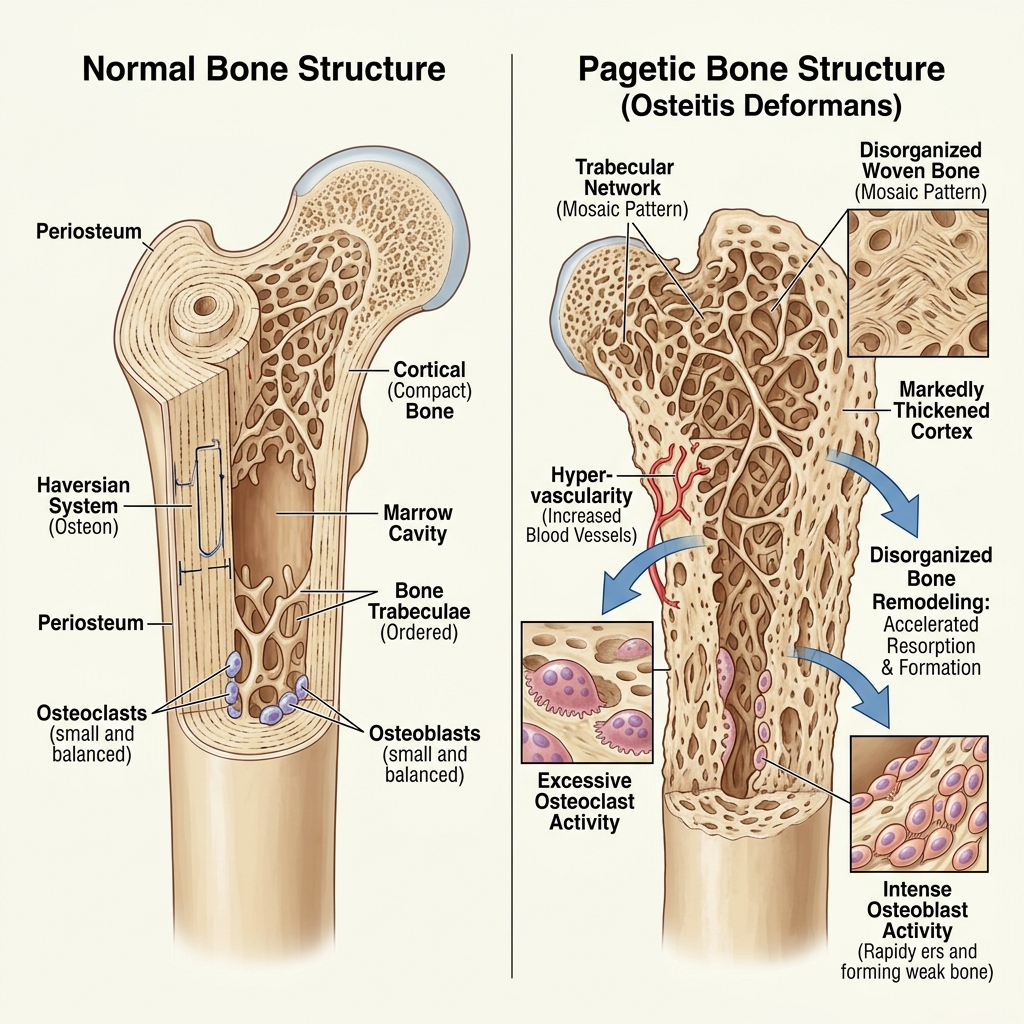 Normal Bone Structure
Periosteum
Cortical
(Compact)
Bone
Haversian
System
(Osteon)
Marrow
Cavity
Bone
Trabeculae
(Ordered)
Periosteum
Osteoclasts
(small and
balanced)
Osteoblasts
(small and
balanced)
Pagetic Bone Structure
(Osteitis Deformans)
Trabecular
Network
(Mosaic Pattern)
Disorganized
Woven Bone
(Mosaic Pattern)
Markedly
Thickened
Cortex
Hyper-
vascularity
(Increased
Blood Vessels)
Disorganized
Bone
Remodeling:
Accelerated
Resorption
& Formation
Excessive
Osteoclast
Activity
Intense
Osteoblast
Activity
(Rapidy ers and
forming weak bone)